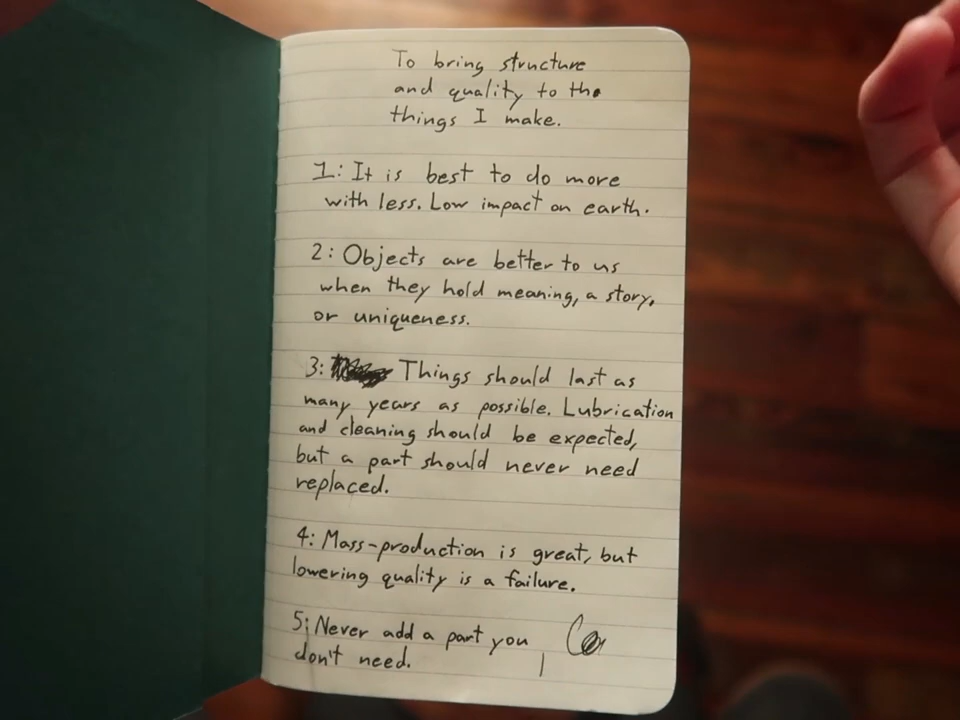 To bring structure
and quality to the
things I make.
1: It is best to do more
with less. Low impact on earth.
2: Objects are better to us
when they hold meaning, a story,
or uniqueness.
3: Things should last as
many years as possible. Lubrication
and cleaning should be expected,
but a part should never need
replaced.
4: Mass-production is great, but
lowering quality is a failure.
5: Never add a part you
don't need.